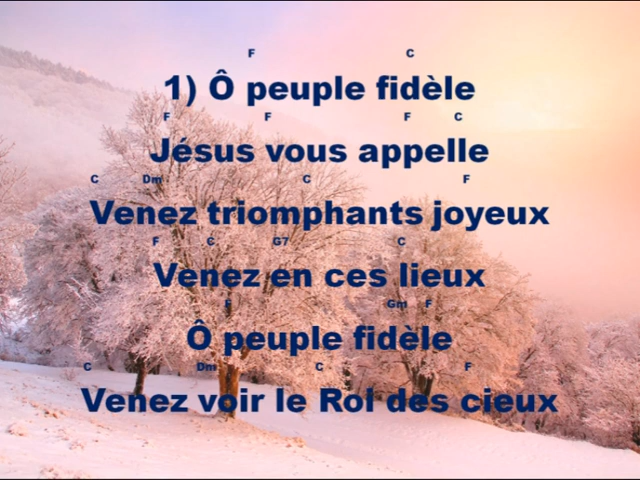 F C
1) Ô peuple fidèle
F F F C
Jésus vous appelle
C Dm C F
Venez triomphants joyeux
F C G7 C
Venez en ces lieux
F Gm F
Ô peuple fidèle
C Dm C F
Venez voir le RoI des cieux